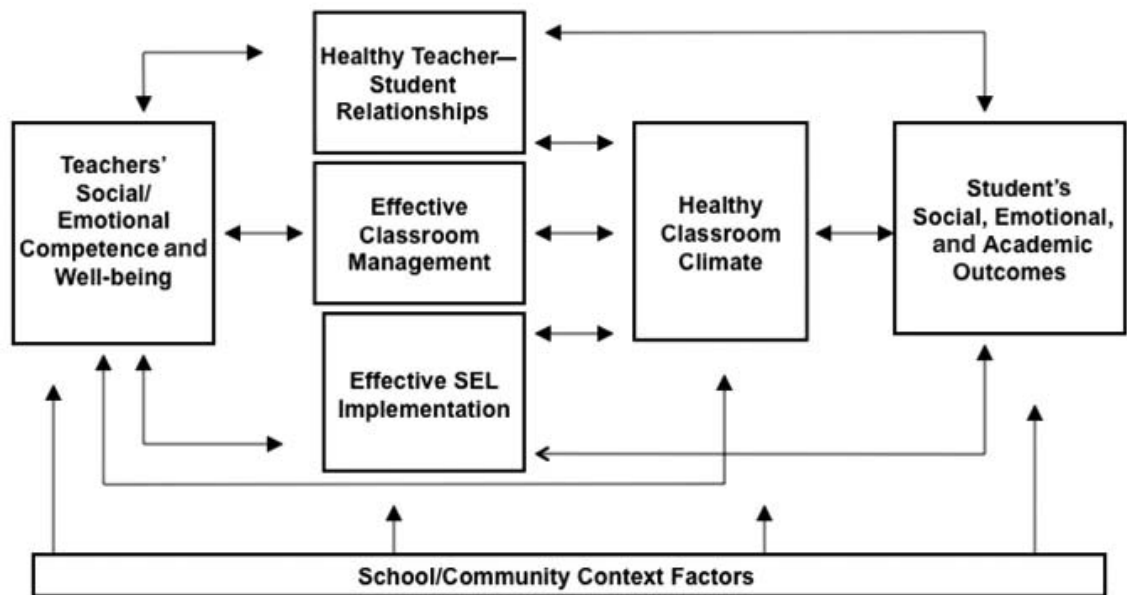 Healthy Teacher—
Student
Relationships
Teachers'
Social/
Emotional
Competence and
Well-being
Effective
Classroom
Management
Healthy
Classroom
Climate
Student's
Social, Emotional,
and Academic
Outcomes
Effective SEL
Implementation
School/Community Context Factors